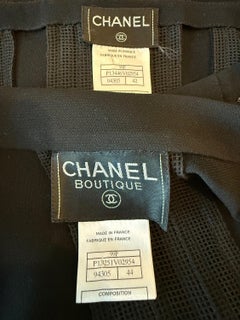 CHANEL
MADE IN FRANCE
FABRIQUE EN FRANCE
94305 42
CHANEL
BOUTIQUE
MADE IN FRANCE
FABRIQUE EN FRANCE
94305 44
COMPOSITION